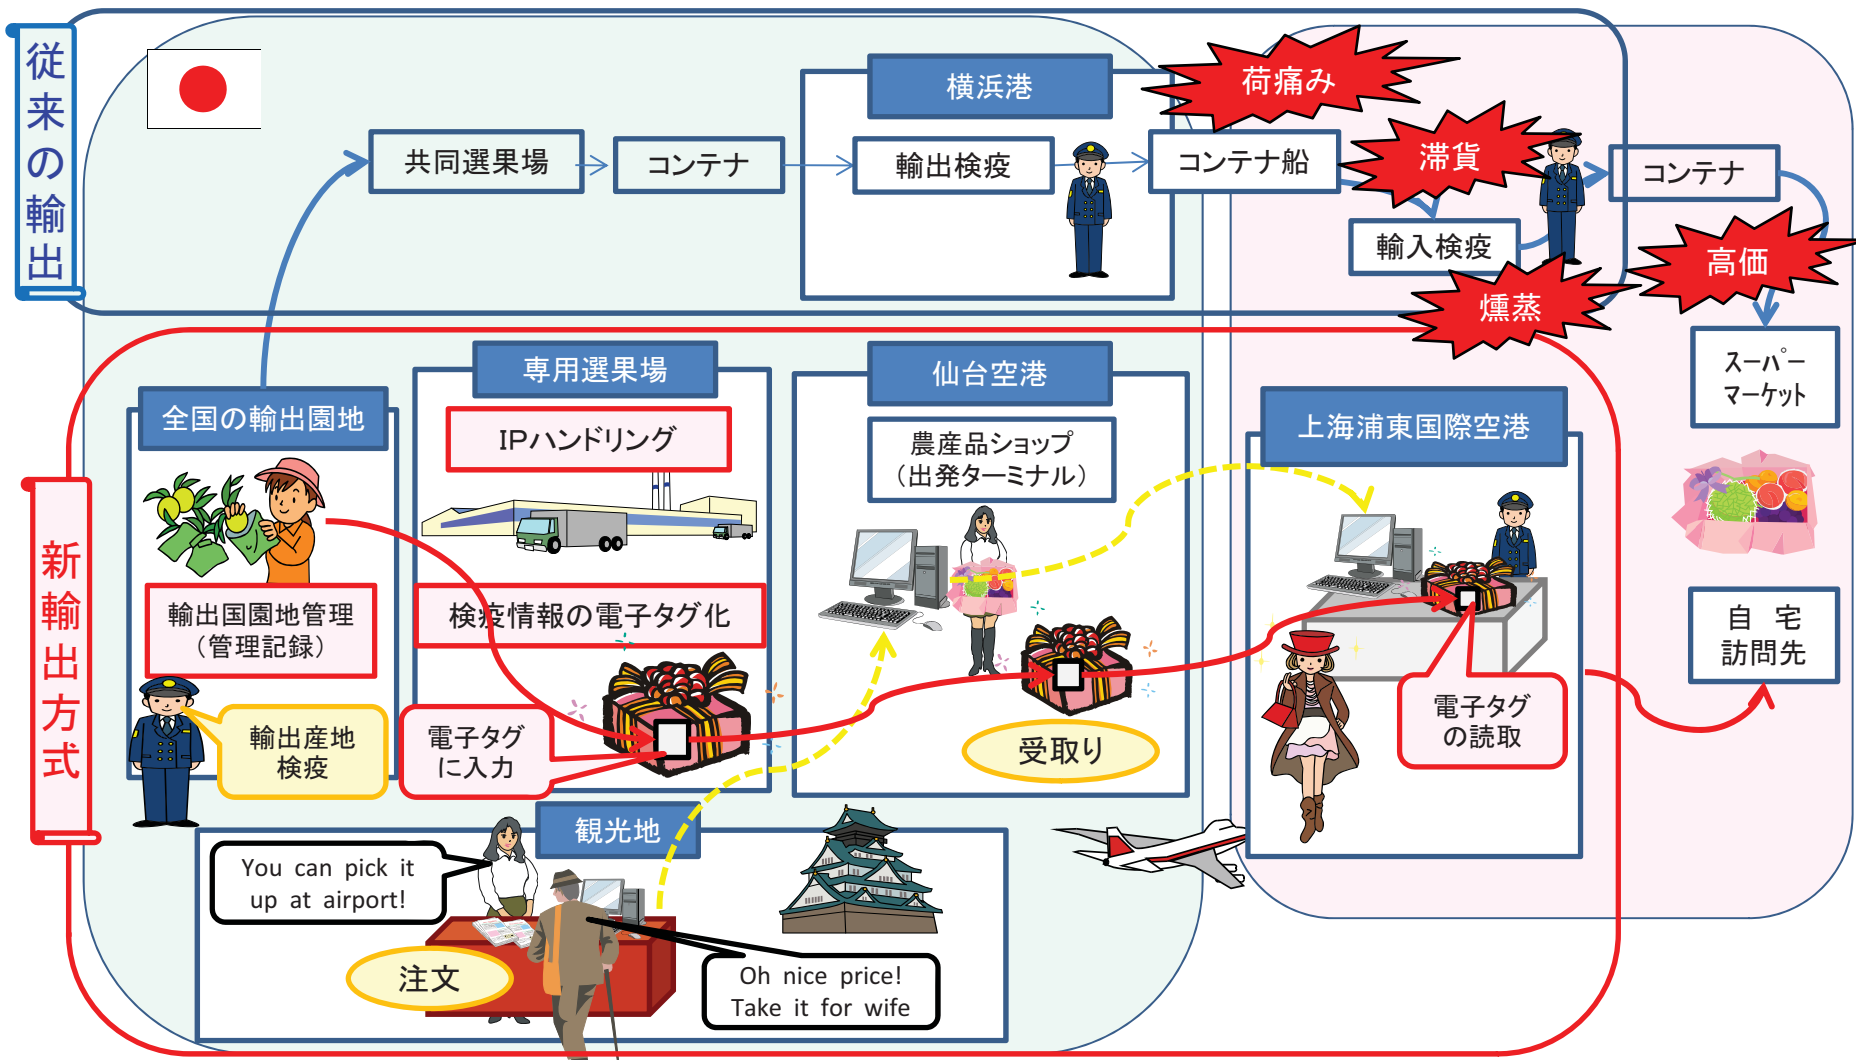 従来の輸出
横浜港
荷痛み
共同選果場
コンテナ
輸出検疫
コンテナ船
滞貨
コンテナ
輸入検疫
高価
燻蒸
スーパー
マーケット
新輸出方式
全国の輸出園地
専用選果場
仙台空港
上海浦東国際空港
IPハンドリング
農産品ショップ
(出発ターミナル)
輸出国園地管理
(管理記録)
検疫情報の電子タグ化
自 宅
訪問先
輸出産地
検疫
電子タグ
に入力
受取り
電子タグ
の読取
観光地
You can pick it
up at airport!
注文
Oh nice price!
Take it for wife